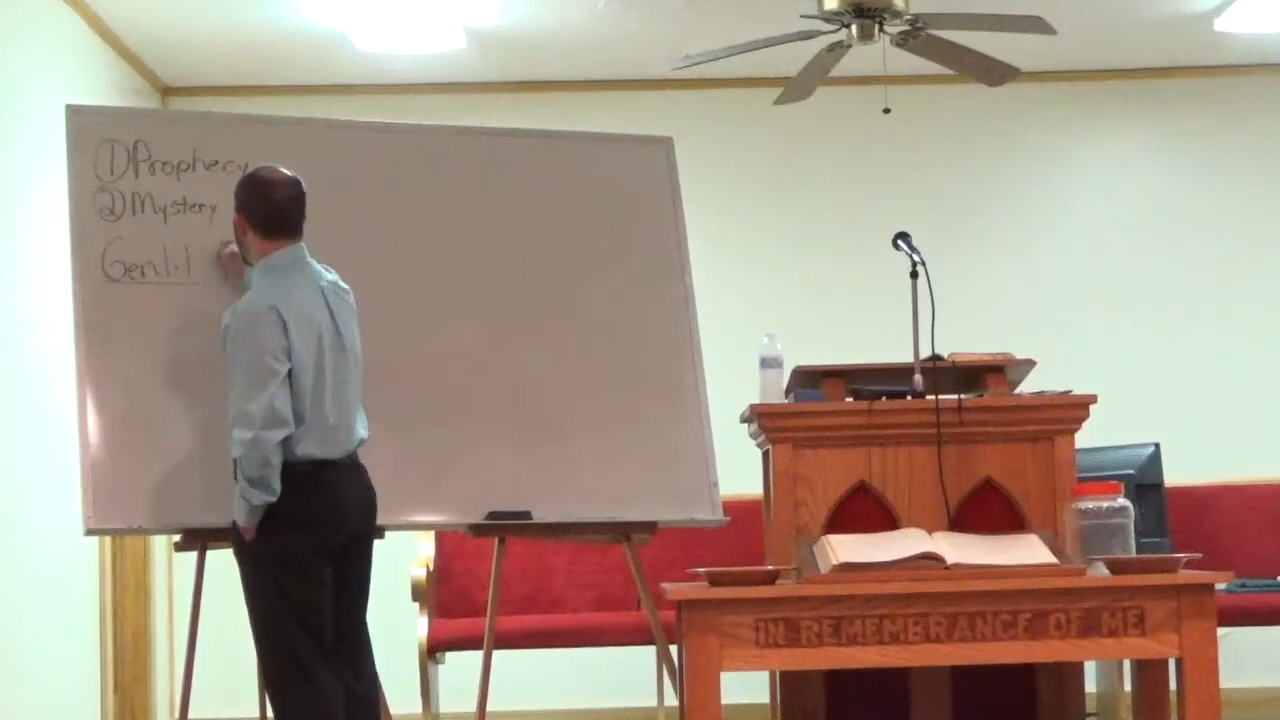 ① Prophecy
② Mystery
Gen 1:1
IN REMEMBRANCE OF ME